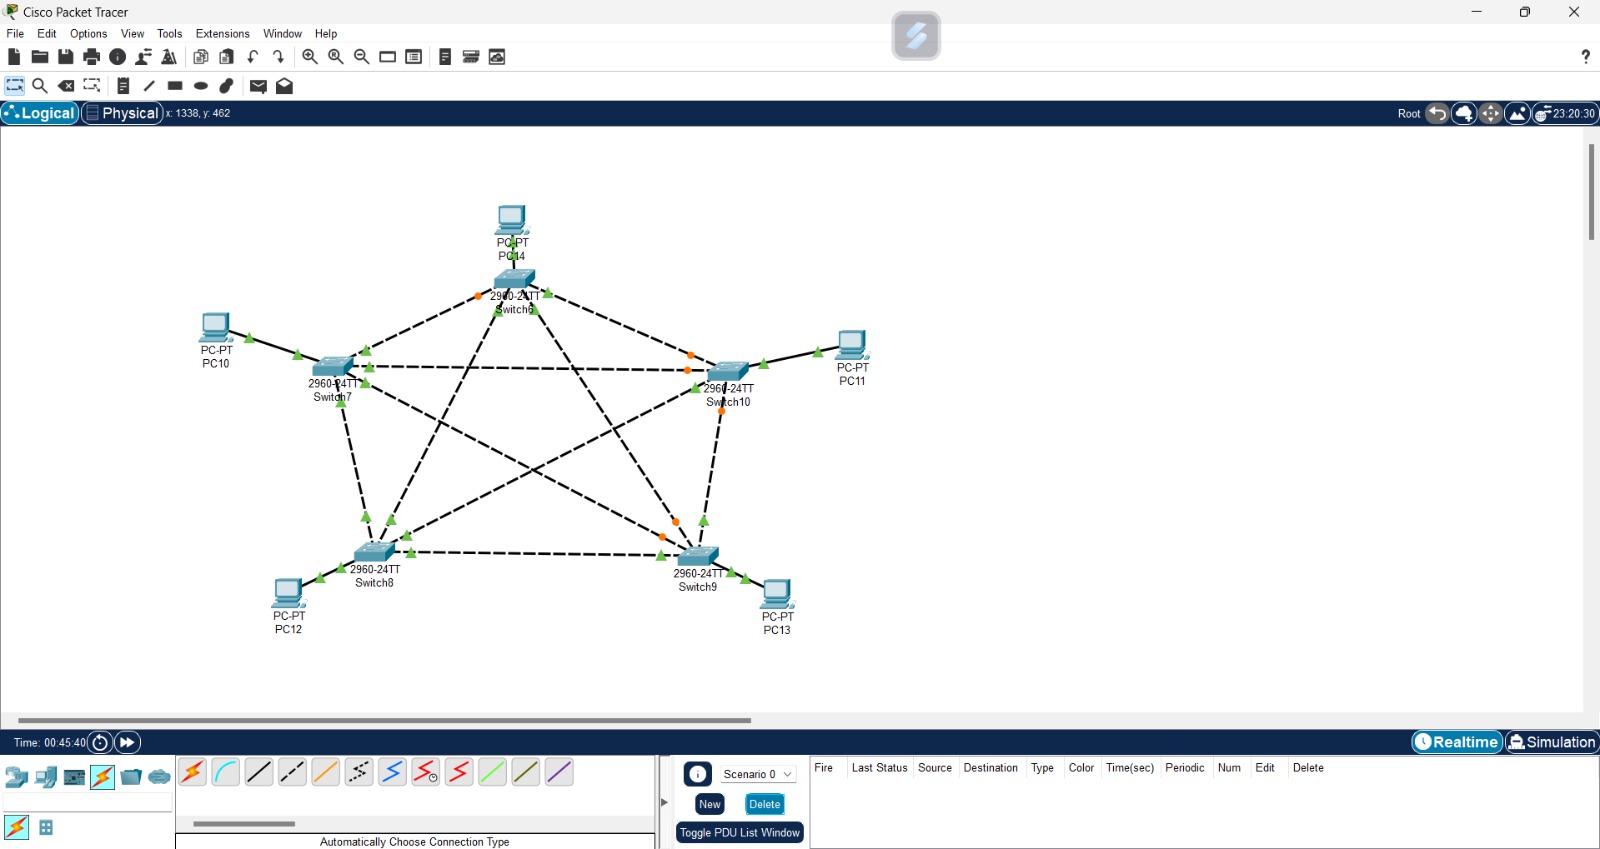 Cisco Packet Tracer
File Edit Options View Tools Extensions Window Help
?
Logical Physical x: 1338, y: 462 Root 23:20:30
PC-PT
PC14
2960-24TT
Switch6
PC-PT
PC10
2960-24TT
Switch7
PC-PT
PC11
2960-24TT
Switch10
2960-24TT
Switch8
2960-24TT
Switch9
PC-PT
PC12
PC-PT
PC13
Time: 00:45:40 Realtime Simulation
Scenario 0
Fire Last Status Source Destination Type Color Time(sec) Periodic Num Edit Delete
New Delete
Toggle PDU List Window
Automatically Choose Connection Type